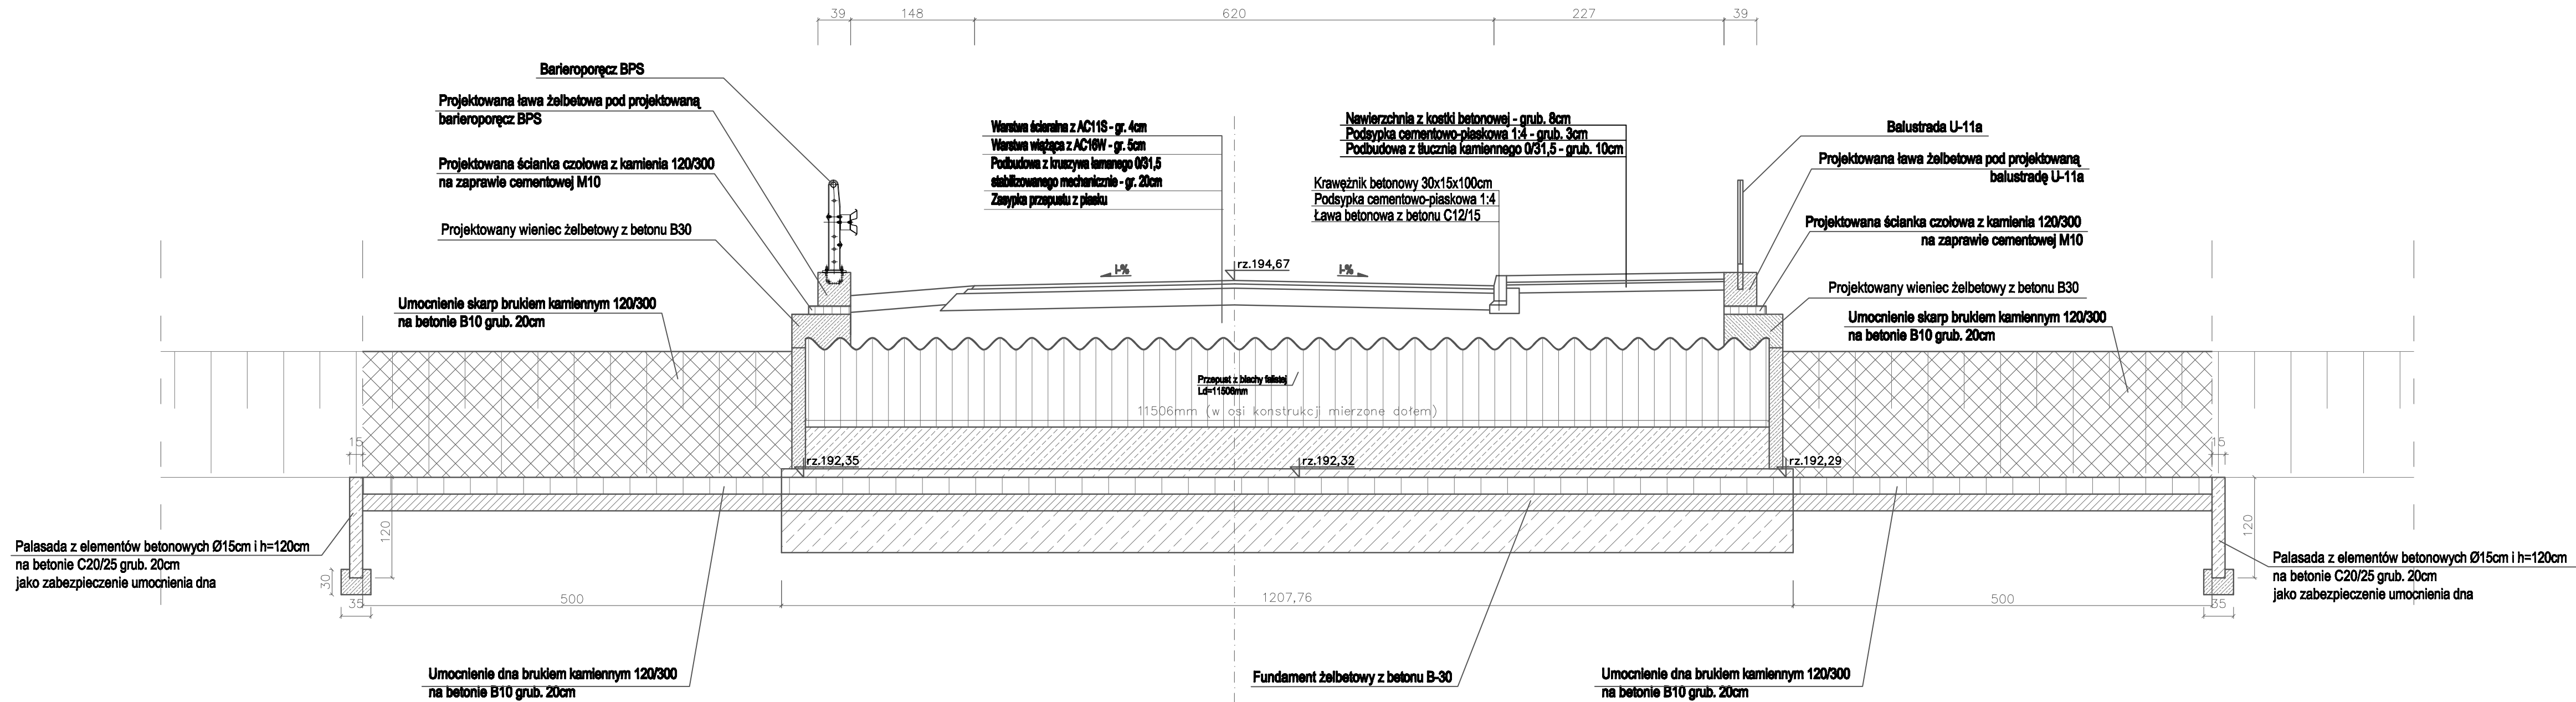 39
148
620
227
39
Barieroporęcz BPS
Projektowana ława żelbetowa pod projektowaną
barieroporęcz BPS
Projektowana ścianka czołowa z kamienia 120/300
na zaprawie cementowej M10
Projektowany wieniec żelbetowy z betonu B30
Umocnienie skarp brukiem kamiennym 120/300
na betonie B10 grub. 20cm
Warstwa ścieralna z AC11S - gr. 4cm
Warstwa wiążąca z AC16W - gr. 5cm
Podbudowa z kruszywa łamanego 0/31,5
stabilizowanego mechanicznie - gr. 20cm
Zasypka przepustu z piasku
Nawierzchnia z kostki betonowej - grub. 8cm
Podsypka cementowo-piaskowa 1:4 - grub. 3cm
Podbudowa z tłucznia kamiennego 0/31,5 - grub. 10cm
Krawężnik betonowy 30x15x100cm
Podsypka cementowo-piaskowa 1:4
Ława betonowa z betonu C12/15
Balustrada U-11a
Projektowana ława żelbetowa pod projektowaną
balustradę U-11a
Projektowana ścianka czołowa z kamienia 120/300
na zaprawie cementowej M10
Projektowany wieniec żelbetowy z betonu B30
Umocnienie skarp brukiem kamiennym 120/300
na betonie B10 grub. 20cm
i-%
rz.194,67
i-%
Przepust z blachy falistej
Ld=11506mm
11506mm (w osi konstrukcj mierzone dołem)
15
15
rz.192,35
rz.192,32
rz.192,29
120
120
Palasada z elementów betonowych Ø15cm i h=120cm
na betonie C20/25 grub. 20cm
jako zabezpieczenie umocnienia dna
30
35
500
1207,76
500
35
Palasada z elementów betonowych Ø15cm i h=120cm
na betonie C20/25 grub. 20cm
jako zabezpieczenie umocnienia dna
Umocnienie dna brukiem kamiennym 120/300
na betonie B10 grub. 20cm
Fundament żelbetowy z betonu B-30
Umocnienie dna brukiem kamiennym 120/300
na betonie B10 grub. 20cm